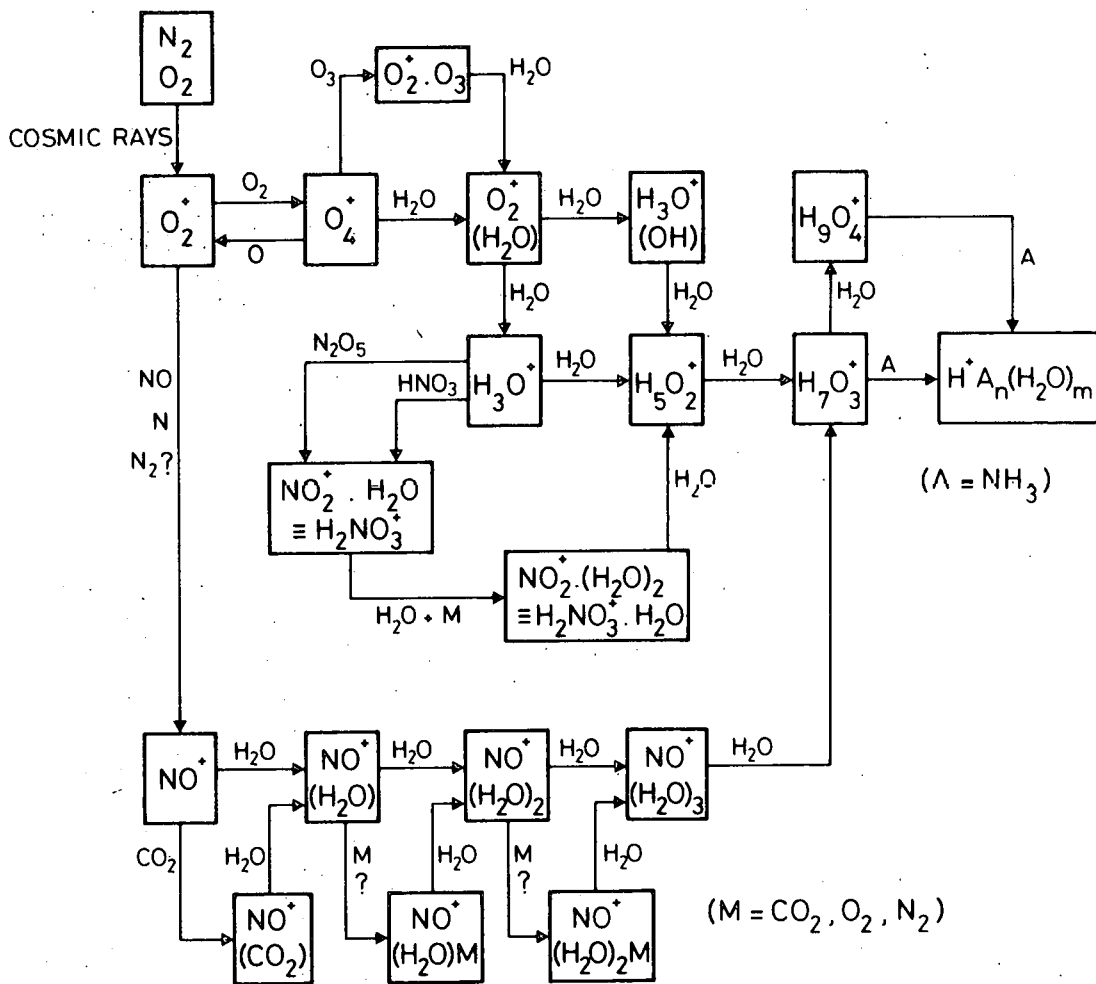 N₂
O₂
COSMIC RAYS
O₃
O₂⁺.O₃
H₂O
O₂⁺
O₂
O
O₄⁺
H₂O
O₂⁺
(H₂O)
H₂O
H₃O⁺
(OH)
H₉O₄⁺
A
H₂O
H₂O
H₂O
NO
N
N₂?
N₂O₅
HNO₃
H₃O⁺
H₂O
H₅O₂⁺
H₂O
H₇O₃⁺
A
H⁺Aₙ(H₂O)ₘ
(Λ = NH₃)
NO₂⁺ . H₂O
≡ H₂NO₃⁺
H₂O
H₂O + M
NO₂⁺.(H₂O)₂
≡H₂NO₃⁺.H₂O
NO⁺
H₂O
NO⁺
(H₂O)
H₂O
NO⁺
(H₂O)₂
H₂O
NO⁺
(H₂O)₃
H₂O
CO₂
H₂O
M
?
H₂O
M
?
H₂O
NO⁺
(CO₂)
NO⁺
(H₂O)M
NO⁺
(H₂O)₂M
(M = CO₂, O₂, N₂)